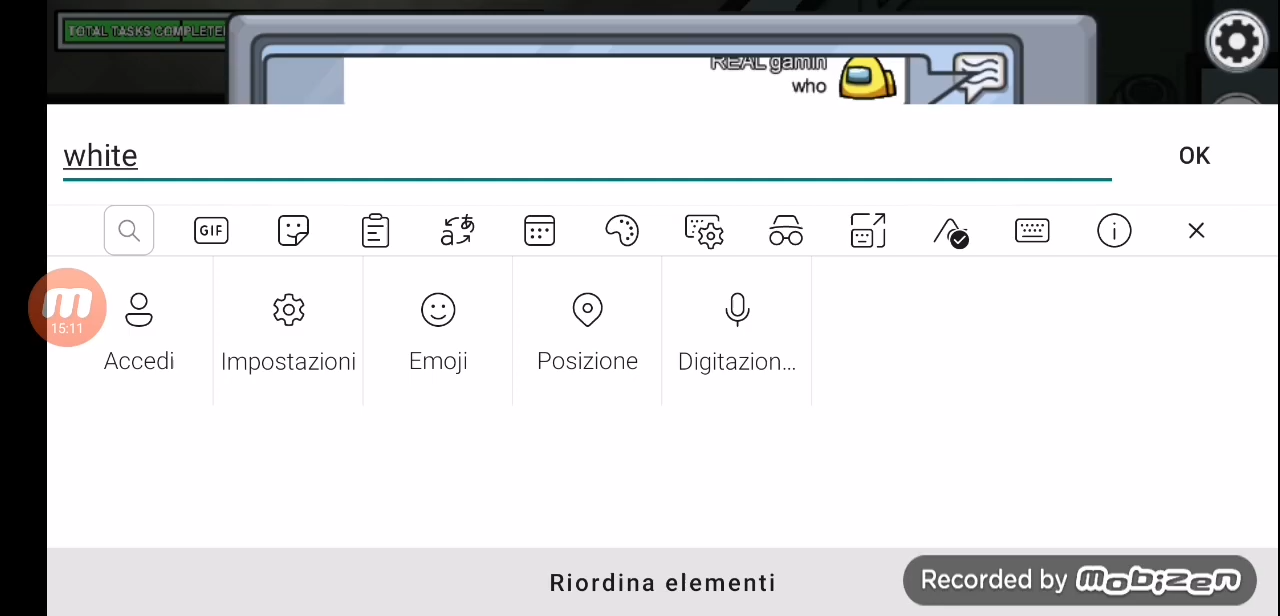 TOTAL TASKS COMPLETE
REAL gamin
who
white
OK
GIF
15:11
Accedi
Impostazioni
Emoji
Posizione
Digitazion...
Riordina elementi
Recorded by mobizen